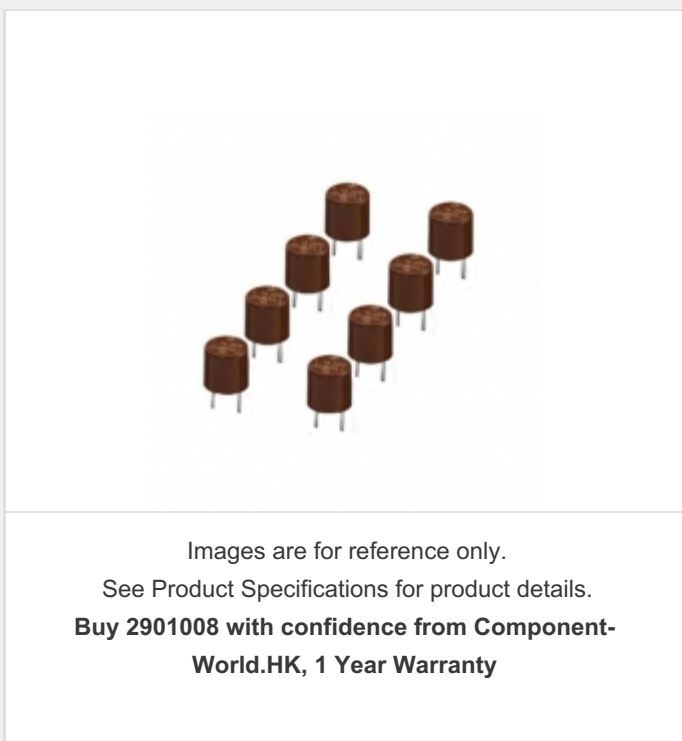 Images are for reference only.
See Product Specifications for product details.
Buy 2901008 with confidence from Component-
World.HK, 1 Year Warranty